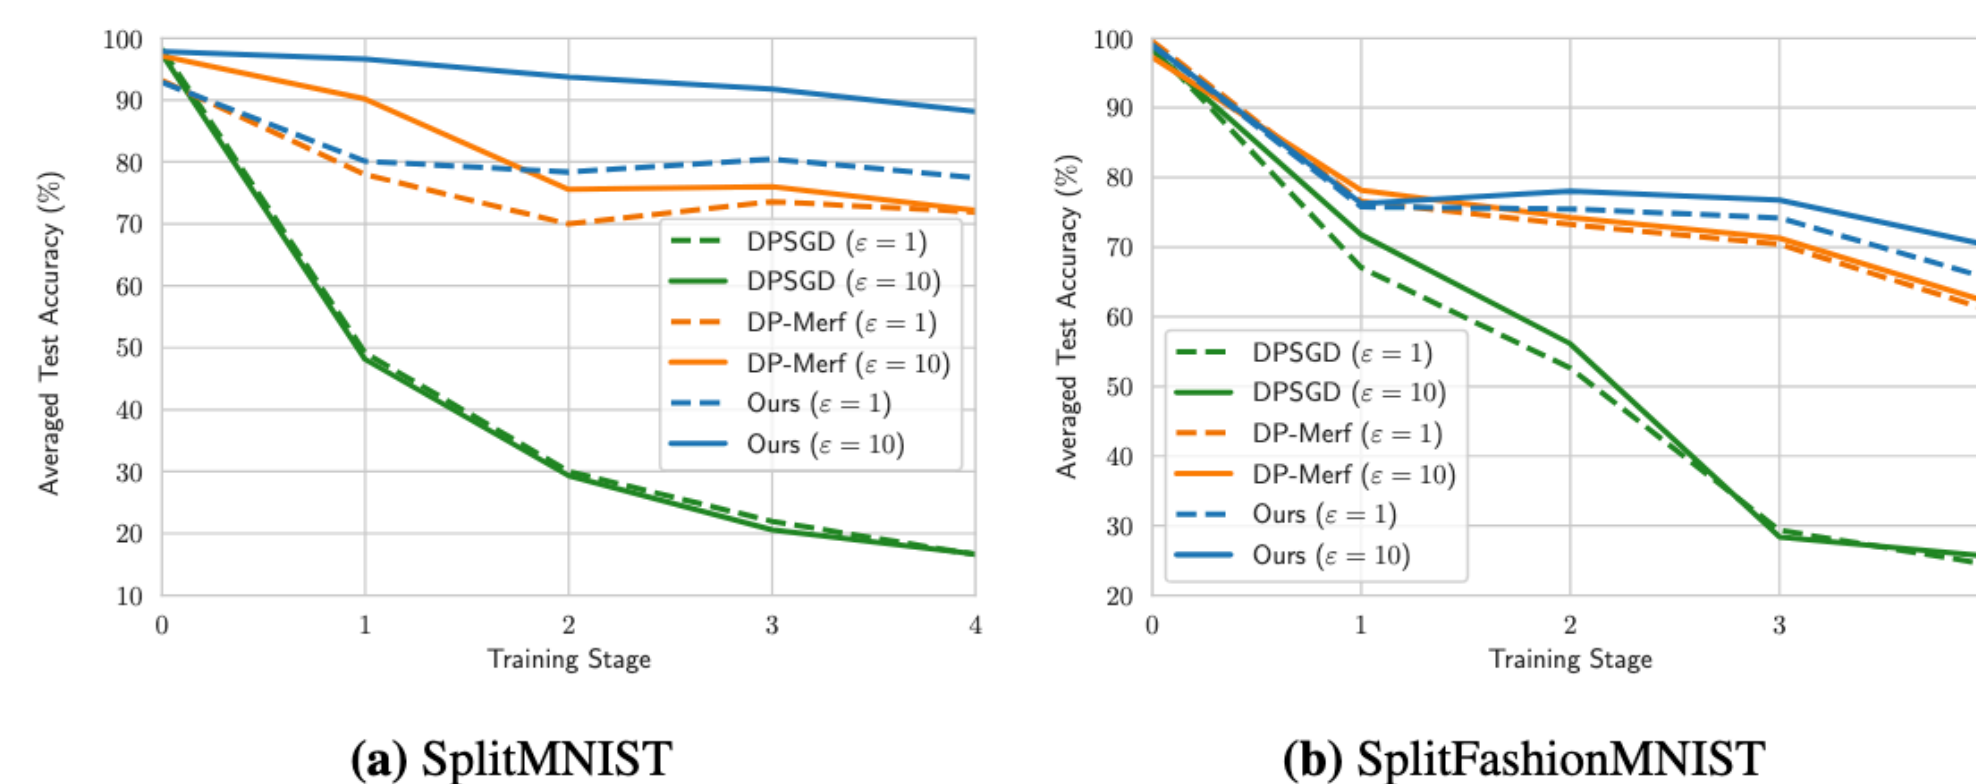 Averaged Test Accuracy (%)
100
90
80
70
60
50
40
30
20
10
DPSGD (ε = 1)
DPSGD (ε = 10)
DP-Merf (ε = 1)
DP-Merf (ε = 10)
Ours (ε = 1)
Ours (ε = 10)
0 1 2 3 4
Training Stage
(a) SplitMNIST
Averaged Test Accuracy (%)
100
90
80
70
60
50
40
30
20
DPSGD (ε = 1)
DPSGD (ε = 10)
DP-Merf (ε = 1)
DP-Merf (ε = 10)
Ours (ε = 1)
Ours (ε = 10)
0 1 2 3
Training Stage
(b) SplitFashionMNIST